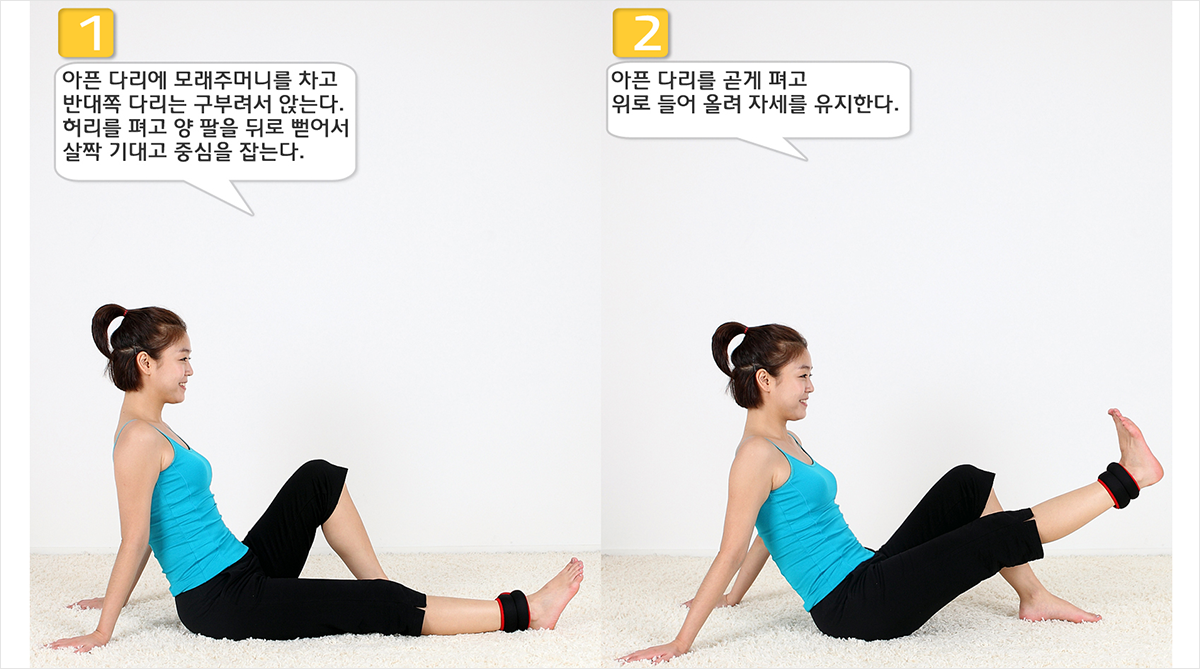 1
아픈 다리에 모래주머니를 차고
반대쪽 다리는 구부려서 앉는다.
허리를 펴고 양 팔을 뒤로 뻗어서
살짝 기대고 중심을 잡는다.
2
아픈 다리를 곧게 펴고
위로 들어 올려 자세를 유지한다.